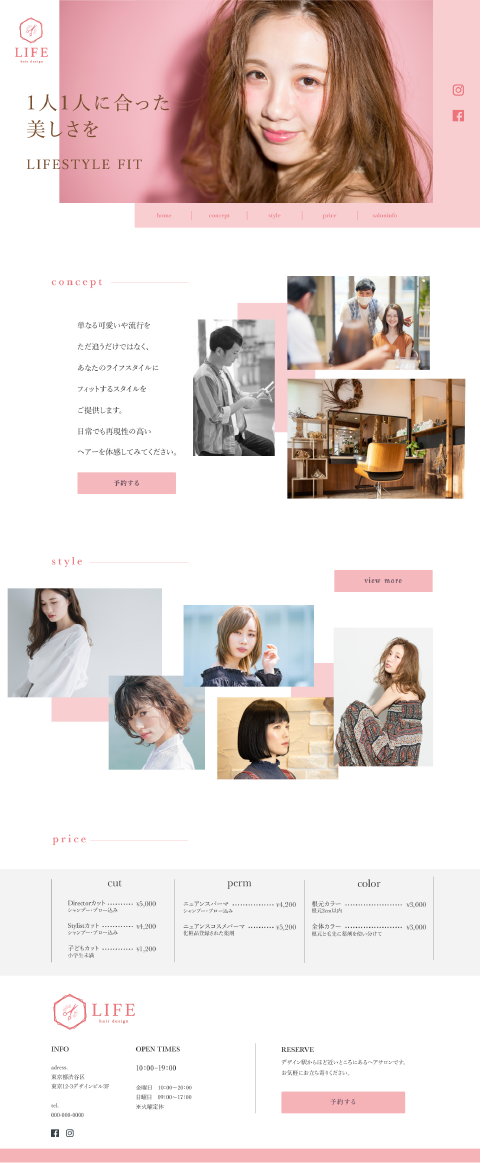 LIFE
hair design
1人1人に合った
美しさを
LIFESTYLE FIT
home
concept
style
price
saloninfo
concept
単なる可愛いや流行を
ただ追うだけではなく、
あなたのライフスタイルに
フィットするスタイルを
ご提供します。
日常でも再現性の高い
ヘアーを体感してみてください。
予約する
style
view more
price
cut
Directorカット ･･････････ ¥5,000
シャンプー・ブロー込み
Stylistカット ･･････････ ¥4,200
シャンプー・ブロー込み
子どもカット ･･････････ ¥1,200
小学生未満
perm
ニュアンスパーマ ･･････････ ¥4,200
シャンプー・ブロー込み
ニュアンスコスメパーマ ･･････････ ¥5,200
化粧品登録された薬剤
color
根元カラー ･･････････ ¥3,000
根元2cm以内
全体カラー ･･････････ ¥3,000
根元と毛先に薬剤を使い分けて
LIFE
hair design
INFO
adress.
東京都渋谷区
東京12-3デザインビル3F
tel.
000-000-0000
OPEN TIMES
10:00~19:00
金曜日 10:00~20:00
日曜日 09:00~17:00
※火曜定休
RESERVE
デザイン駅からほど近いところにあるヘアサロンです。
お気軽にお立ち寄りください。
予約する